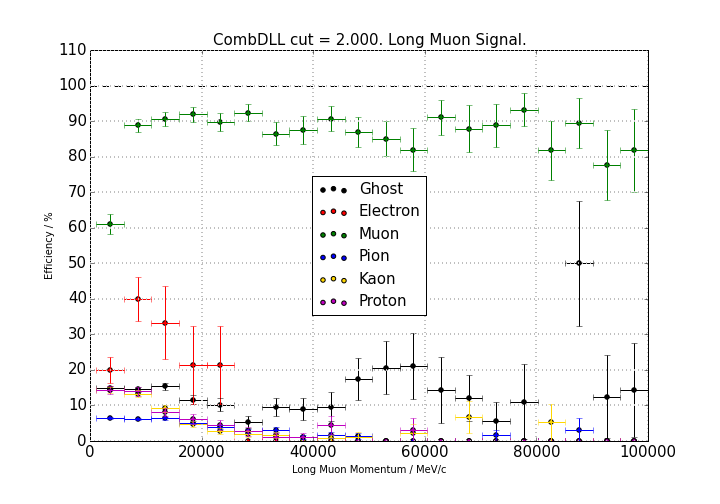 CombDLL cut = 2.000. Long Muon Signal.
110
100
90
80
70
60
50
40
30
20
10
0
Efficiency / %
Ghost
Electron
Muon
Pion
Kaon
Proton
0 20000 40000 60000 80000 100000
Long Muon Momentum / MeV/c